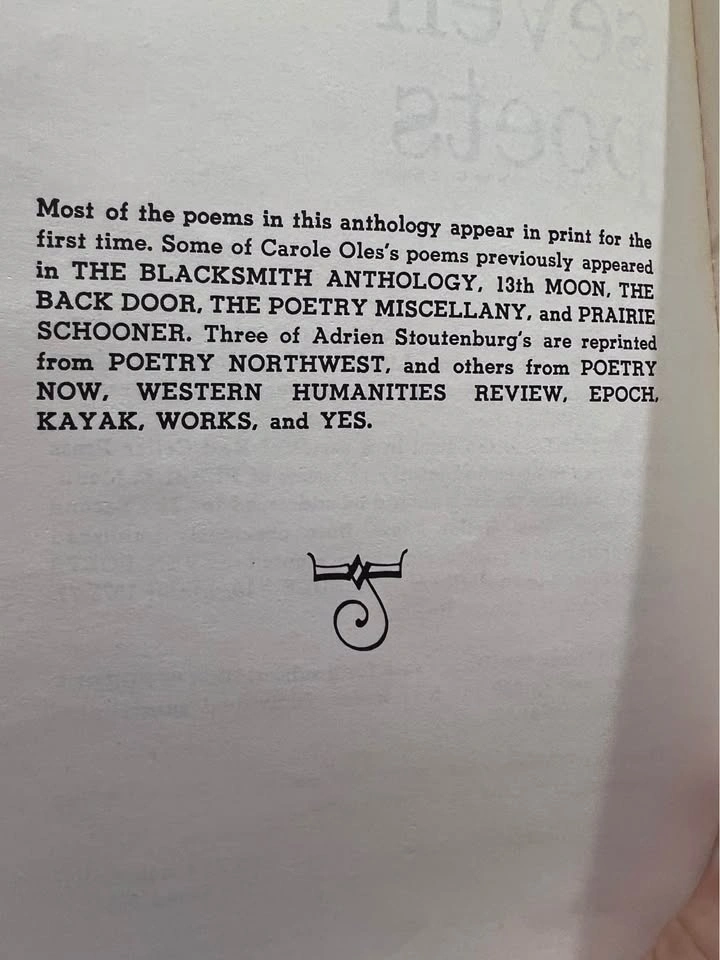 seven
poets
Most of the poems in this anthology appear in print for the
first time. Some of Carole Oles's poems previously appeared
in THE BLACKSMITH ANTHOLOGY, 13th MOON, THE
BACK DOOR, THE POETRY MISCELLANY, and PRAIRIE
SCHOONER. Three of Adrien Stoutenburg's are reprinted
from POETRY NORTHWEST, and others from POETRY
NOW, WESTERN HUMANITIES REVIEW, EPOCH,
KAYAK, WORKS, and YES.